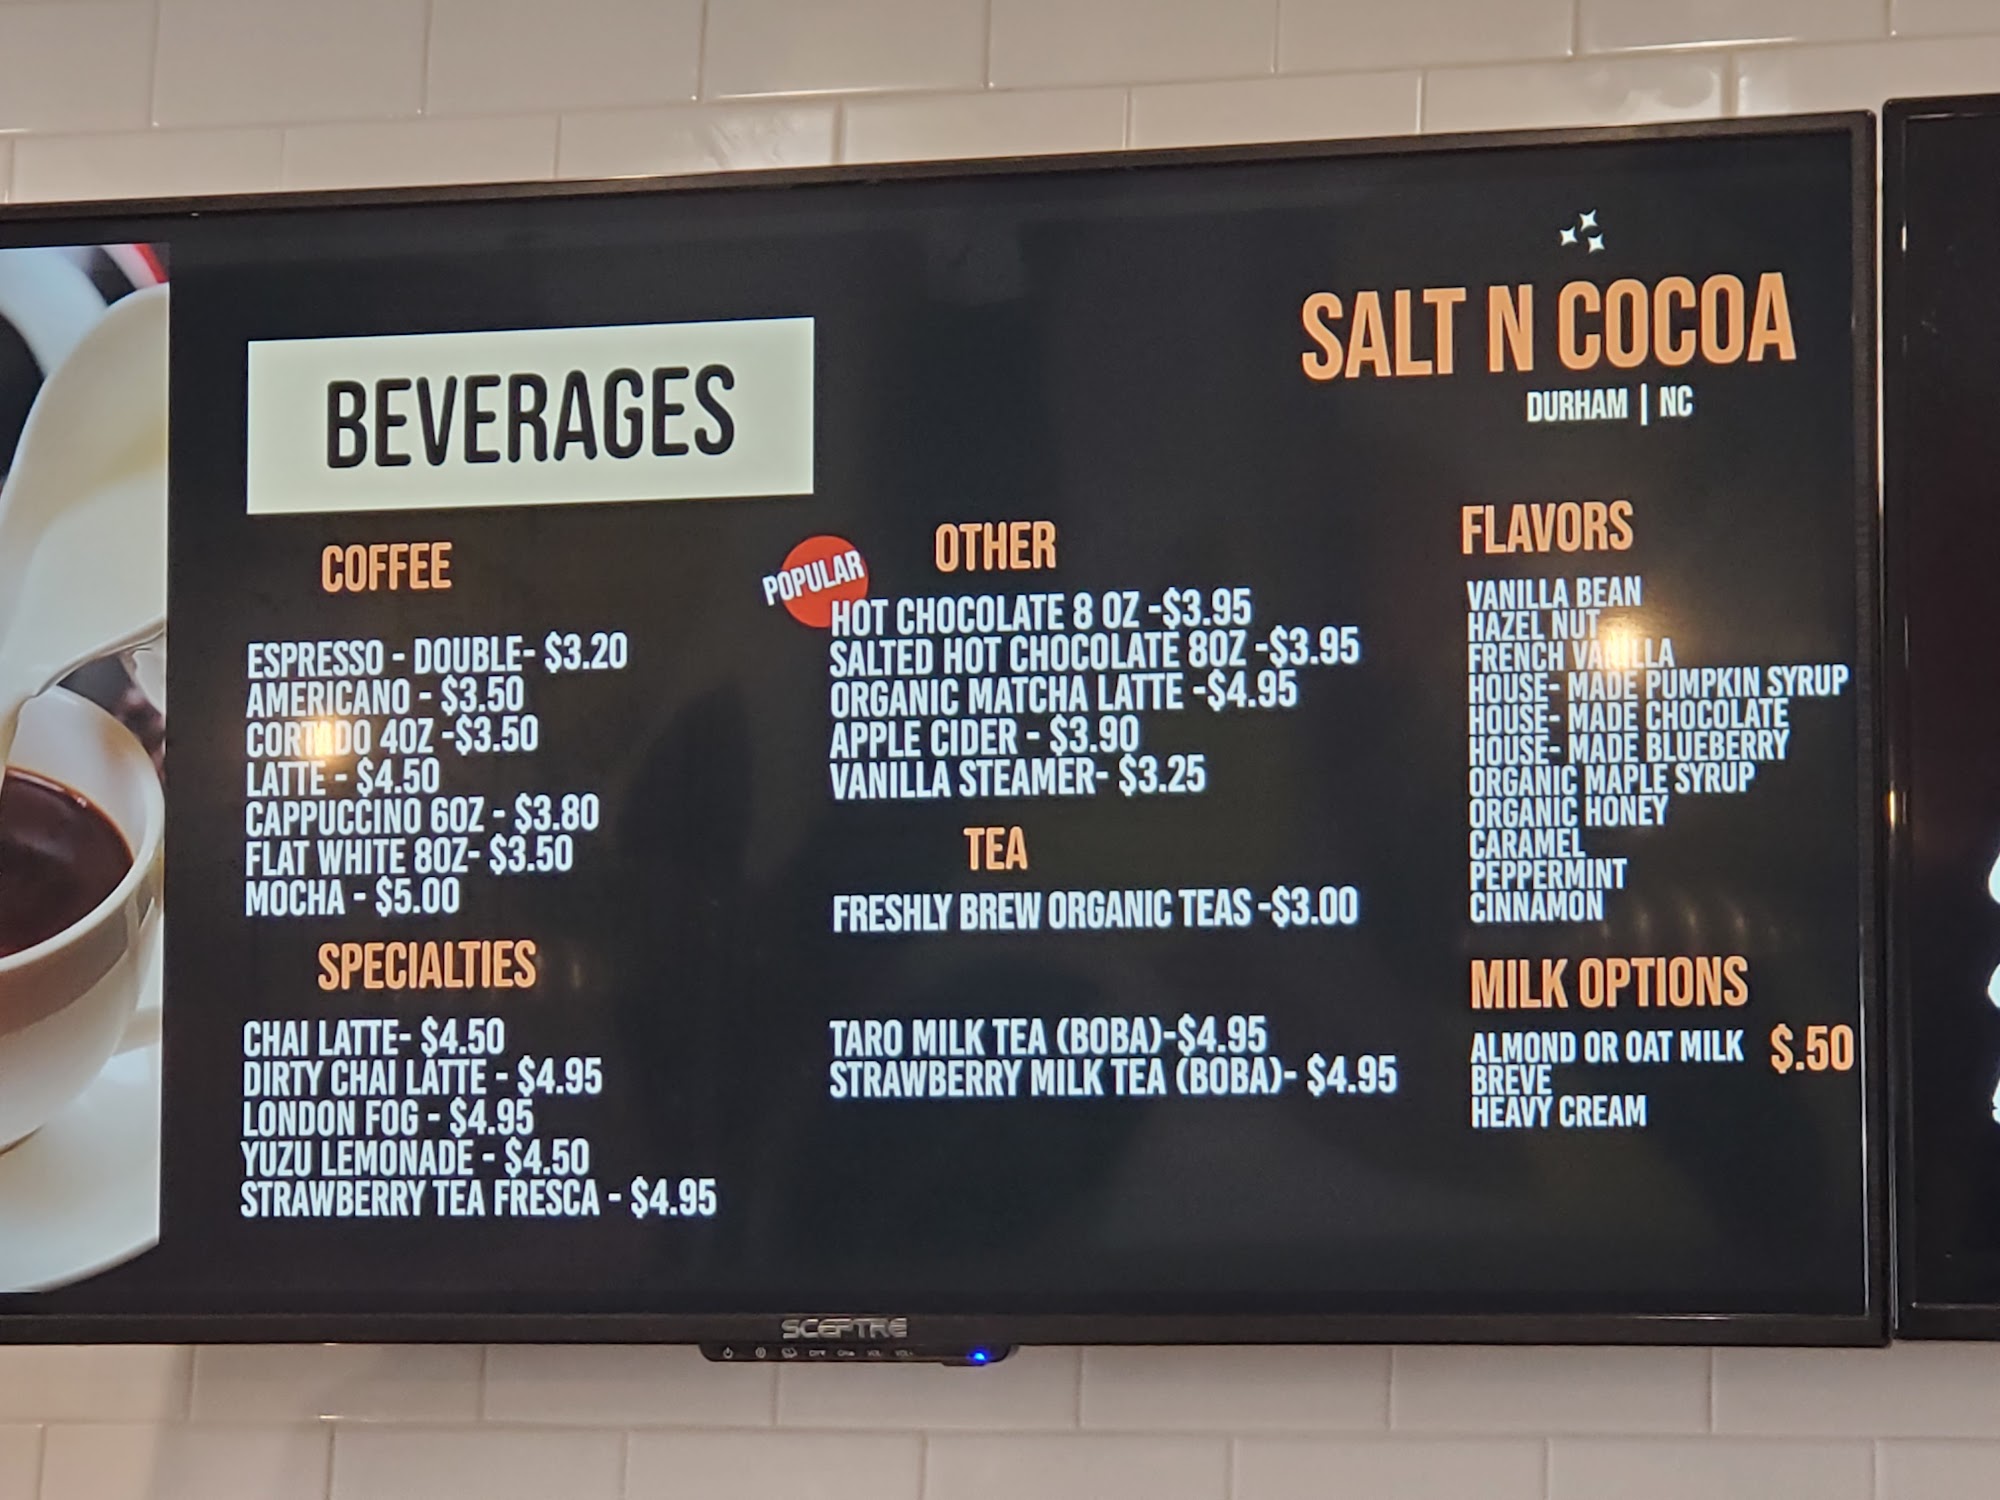 SALT N COCOA
DURHAM | NC
BEVERAGES
COFFEE
ESPRESSO - DOUBLE- $3.20
AMERICANO - $3.50
CORTADO 4OZ -$3.50
LATTE - $4.50
CAPPUCCINO 6OZ - $3.80
FLAT WHITE 8OZ- $3.50
MOCHA - $5.00
SPECIALTIES
CHAI LATTE- $4.50
DIRTY CHAI LATTE - $4.95
LONDON FOG - $4.95
YUZU LEMONADE - $4.50
STRAWBERRY TEA FRESCA - $4.95
POPULAR
OTHER
HOT CHOCOLATE 8 OZ -$3.95
SALTED HOT CHOCOLATE 8OZ -$3.95
ORGANIC MATCHA LATTE -$4.95
APPLE CIDER - $3.90
VANILLA STEAMER- $3.25
TEA
FRESHLY BREW ORGANIC TEAS -$3.00
TARO MILK TEA (BOBA)-$4.95
STRAWBERRY MILK TEA (BOBA)- $4.95
FLAVORS
VANILLA BEAN
HAZEL NUT
FRENCH VANILLA
HOUSE- MADE PUMPKIN SYRUP
HOUSE- MADE CHOCOLATE
HOUSE- MADE BLUEBERRY
ORGANIC MAPLE SYRUP
ORGANIC HONEY
CARAMEL
PEPPERMINT
CINNAMON
MILK OPTIONS
ALMOND OR OAT MILK $.50
BREVE
HEAVY CREAM
SCEPTRE